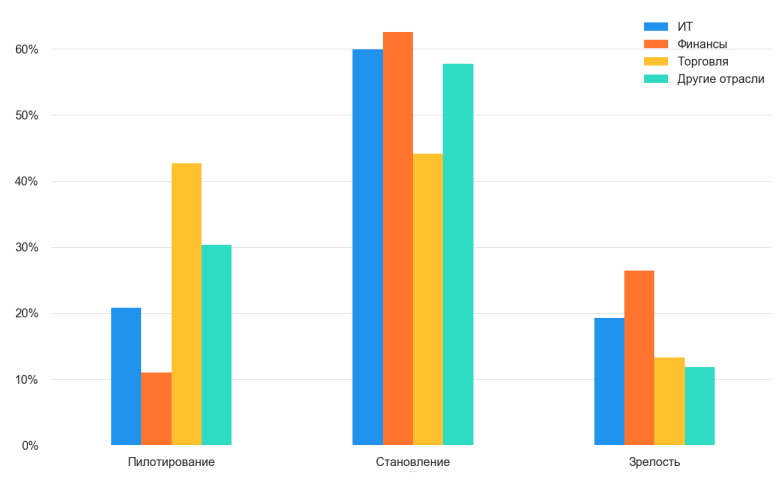 ИТ
Финансы
Торговля
Другие отрасли
60%
50%
40%
30%
20%
10%
0%
Пилотирование
Становление
Зрелость